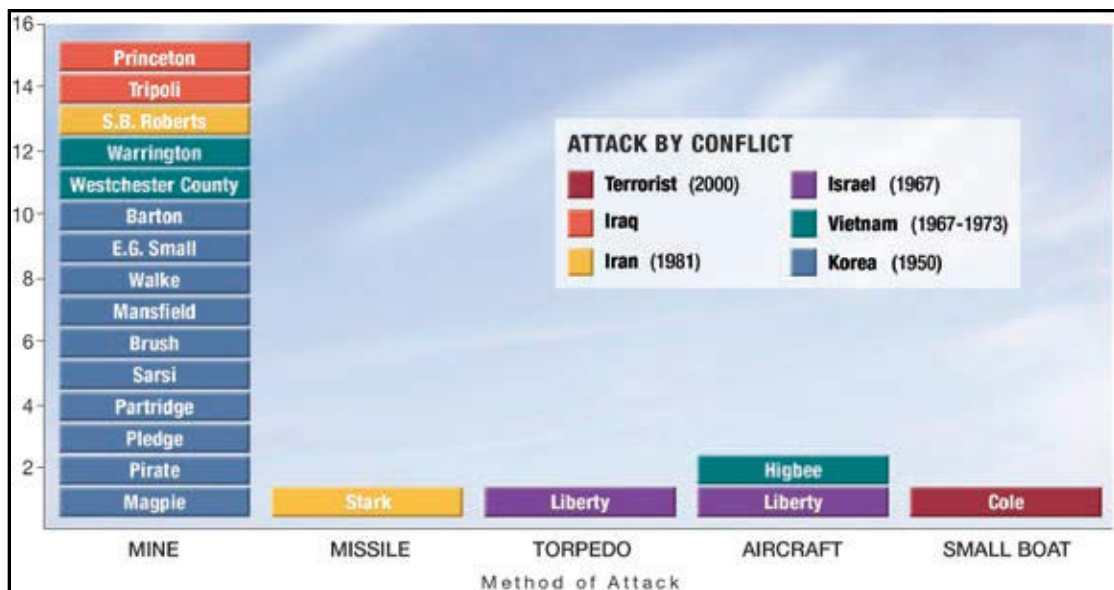 16
14
12
10
8
6
4
2
Princeton
Tripoli
S.B. Roberts
Warrington
Westchester County
Barton
E.G. Small
Walke
Mansfield
Brush
Sarsi
Partridge
Pledge
Pirate
Magpie
Stark
Liberty
Higbee
Liberty
Cole
ATTACK BY CONFLICT
Terrorist (2000)
Iraq
Iran (1981)
Israel (1967)
Vietnam (1967-1973)
Korea (1950)
MINE MISSILE TORPEDO AIRCRAFT SMALL BOAT
Method of Attack